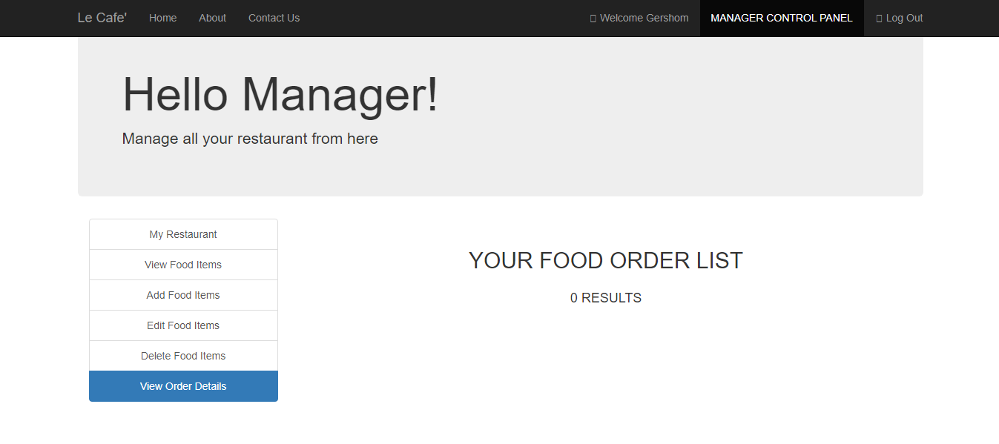 Le Cafe' Home About Contact Us Welcome Gershom MANAGER CONTROL PANEL Log Out
Hello Manager!
Manage all your restaurant from here
My Restaurant
View Food Items
Add Food Items
Edit Food Items
Delete Food Items
View Order Details
YOUR FOOD ORDER LIST
0 RESULTS